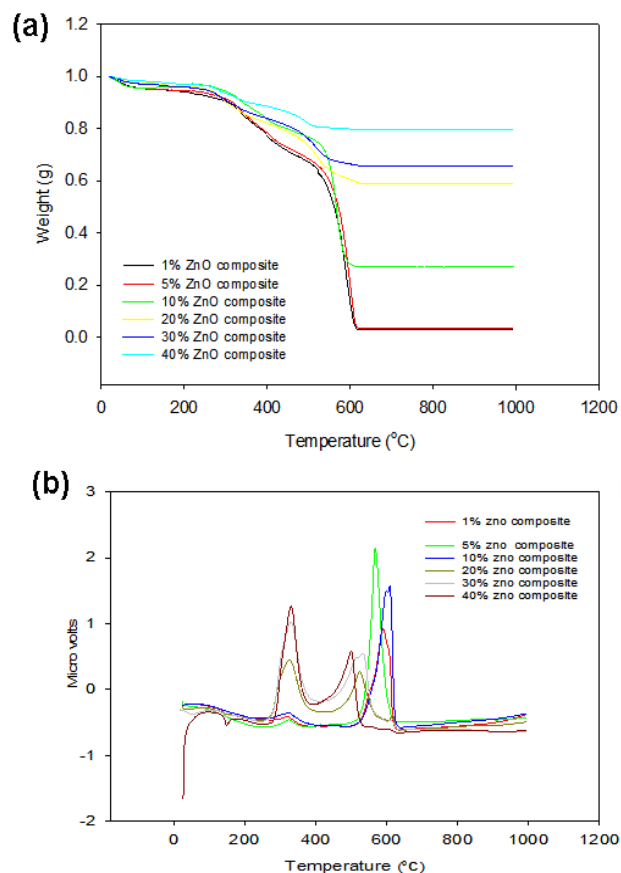 (a)
1.2
1.0
0.8
0.6
0.4
0.2
0.0
Weight (g)
1% ZnO composite
5% ZnO composite
10% ZnO composite
20% ZnO composite
30% ZnO composite
40% ZnO composite
0 200 400 600 800 1000 1200
Temperature (°C)
(b)
3
2
1
0
-1
-2
Micro volts
1% zno composite
5% zno composite
10% zno composite
20% zno composite
30% zno composite
40% zno composite
0 200 400 600 800 1000 1200
Temperature (°C)